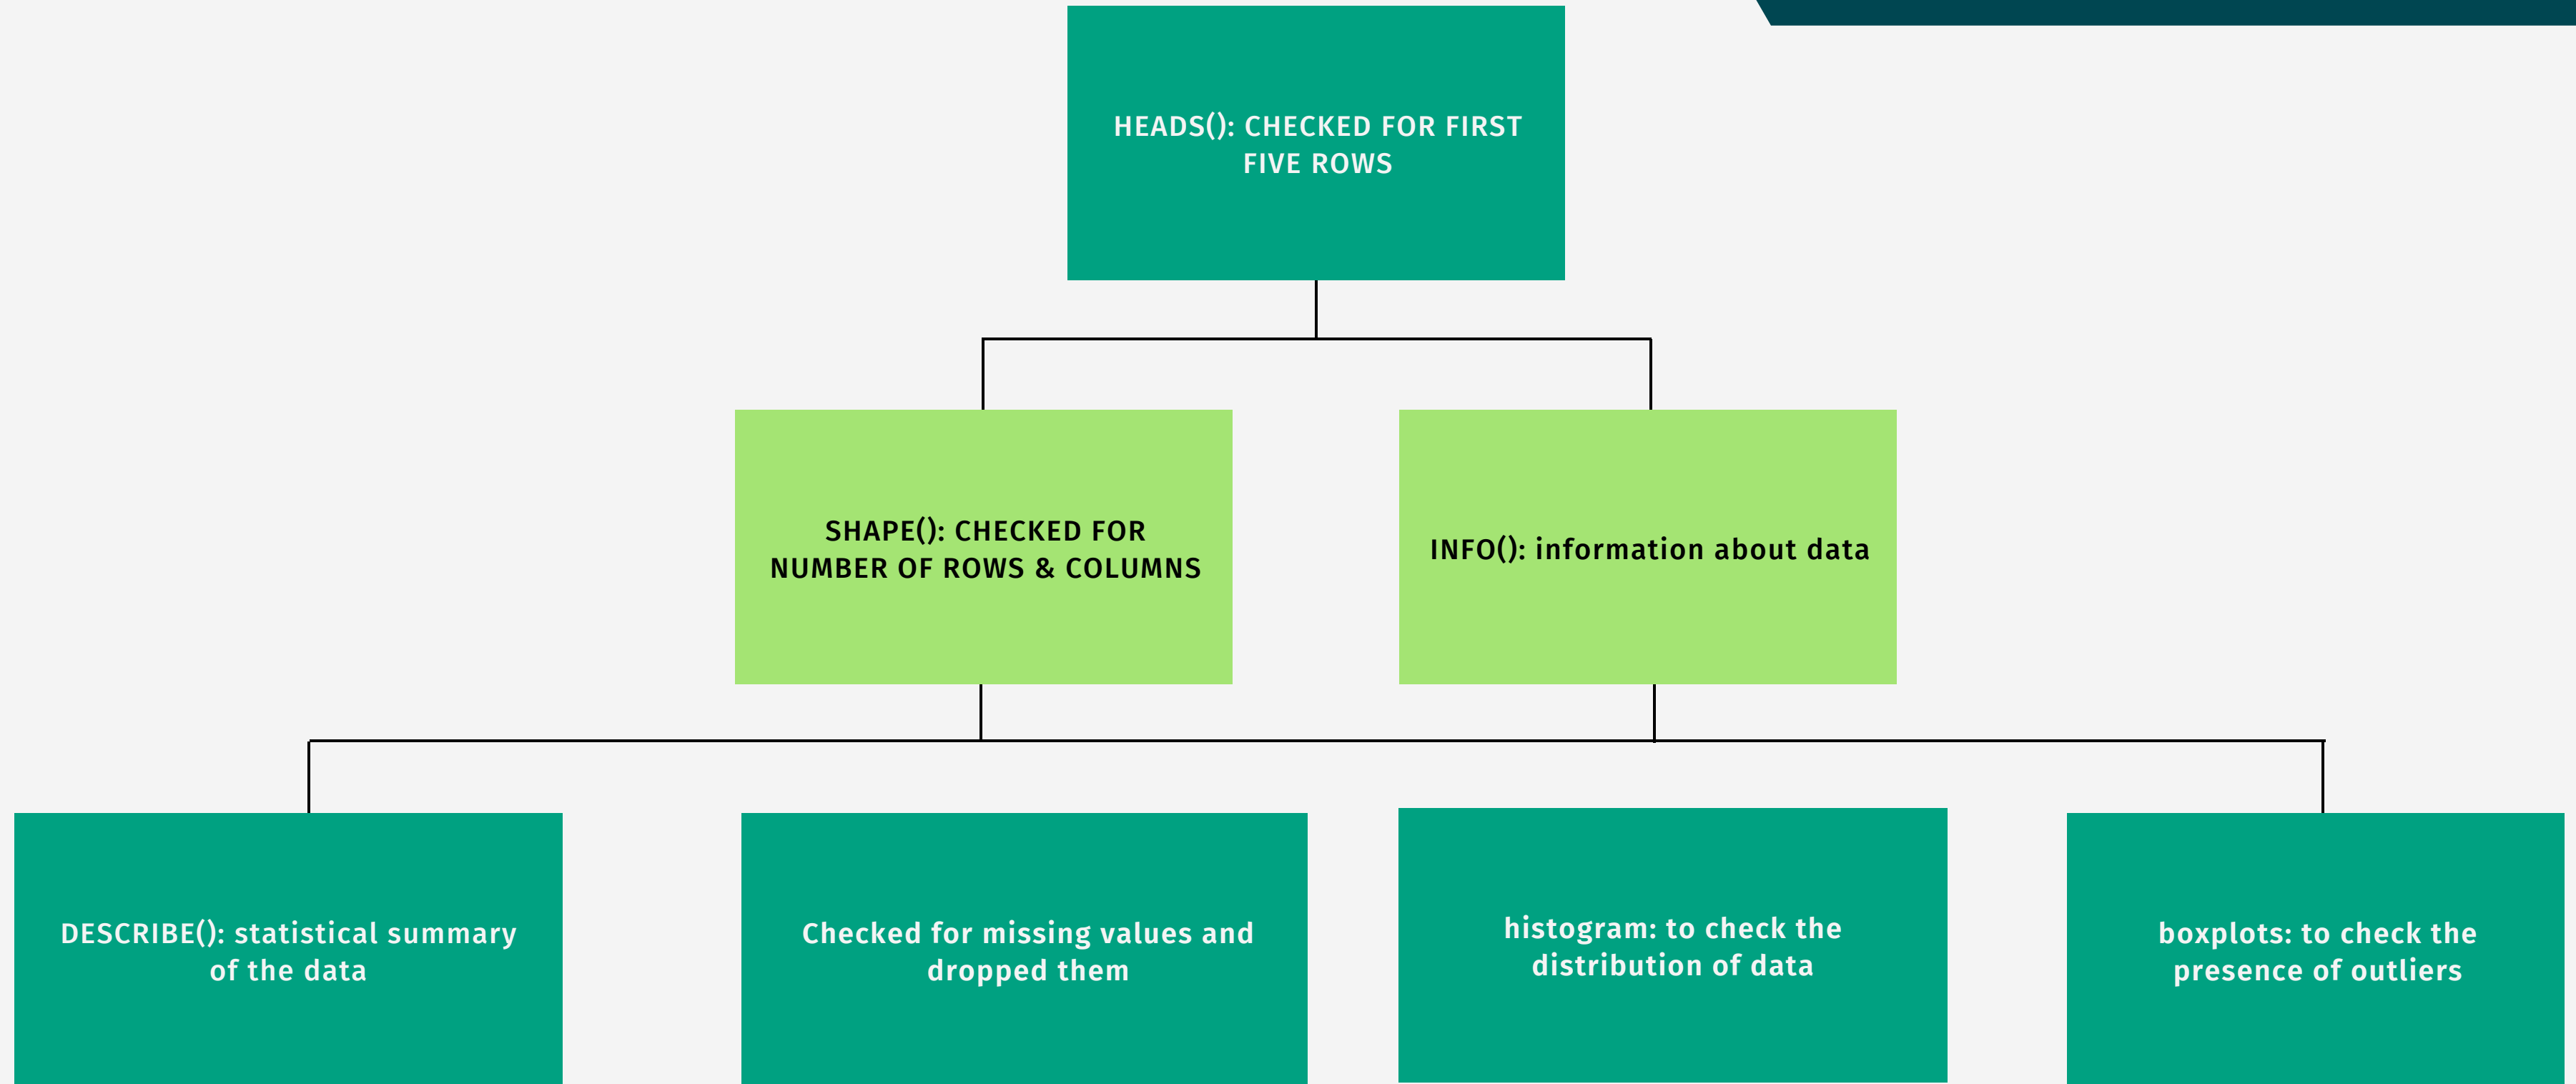 HEADS(): CHECKED FOR FIRST
FIVE ROWS
SHAPE(): CHECKED FOR
NUMBER OF ROWS & COLUMNS
INFO(): information about data
DESCRIBE(): statistical summary
of the data
Checked for missing values and
dropped them
histogram: to check the
distribution of data
boxplots: to check the
presence of outliers